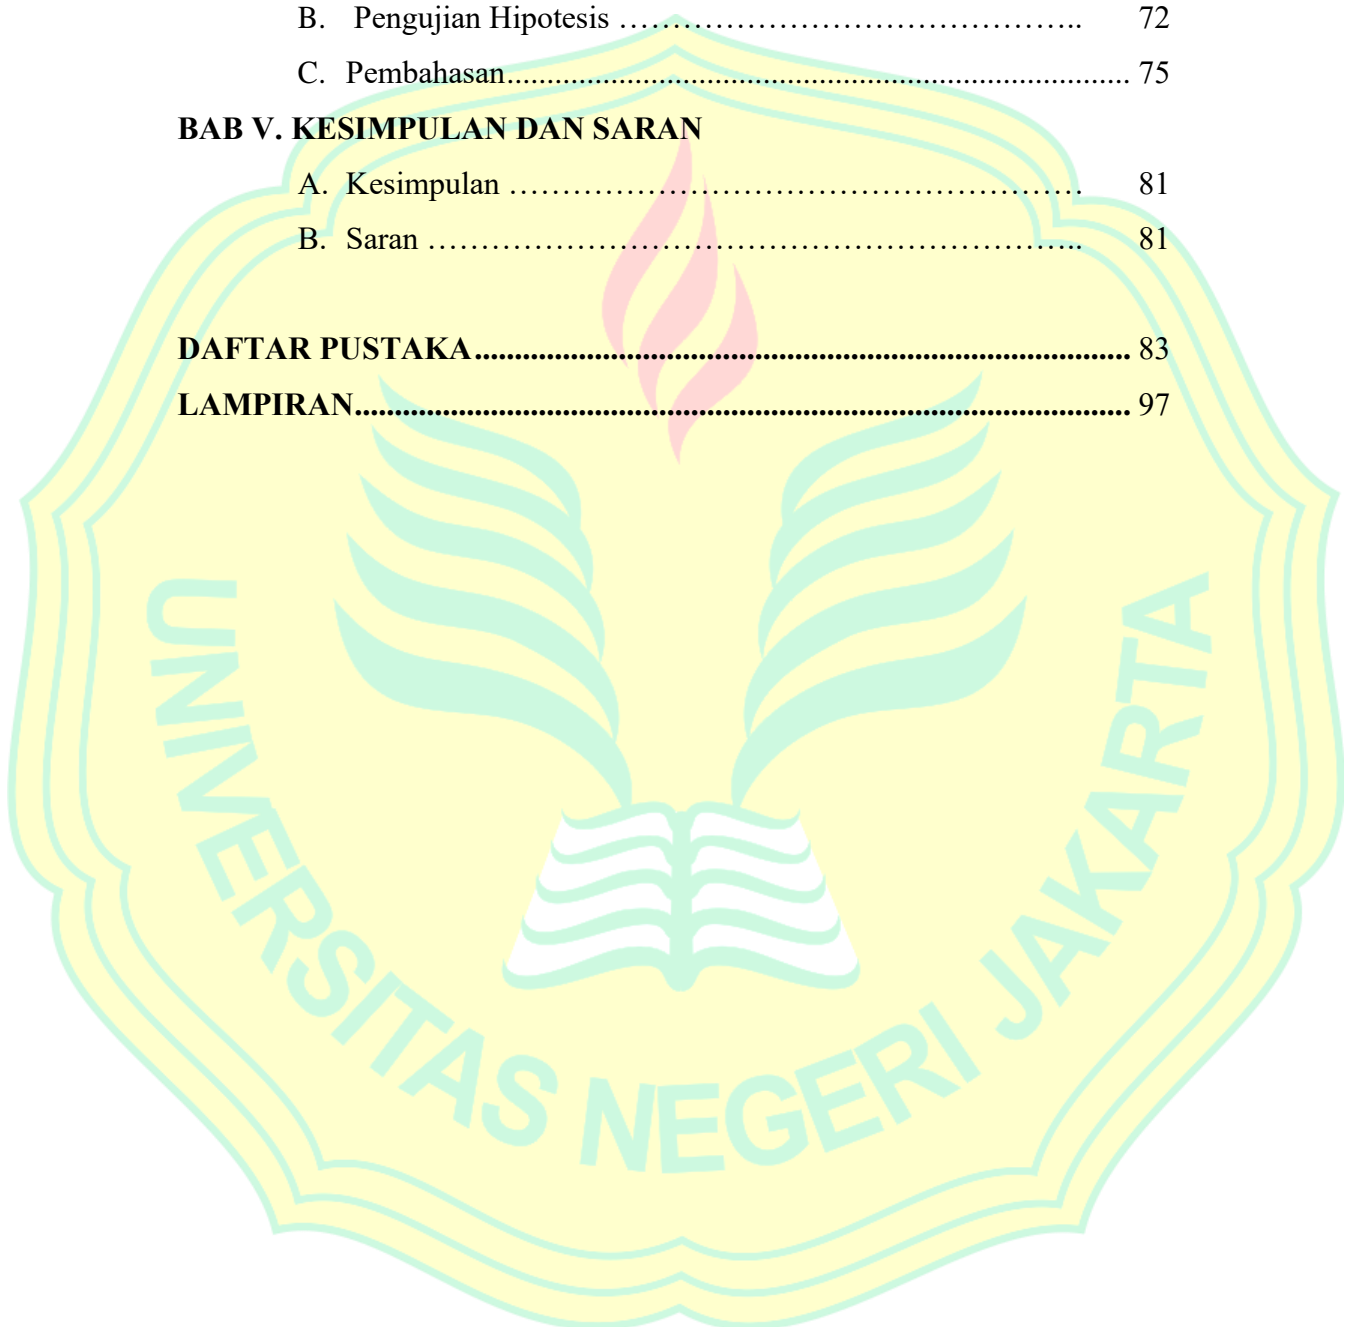 B. Pengujian Hipotesis …………………………………….. 72
C. Pembahasan............................................................................... 75
BAB V. KESIMPULAN DAN SARAN
A. Kesimpulan ………………………………………………. 81
B. Saran …………………………………………………….. 81
DAFTAR PUSTAKA................................................................................... 83
LAMPIRAN.................................................................................................. 97
UNIVERSITAS NEGERI JAKARTA